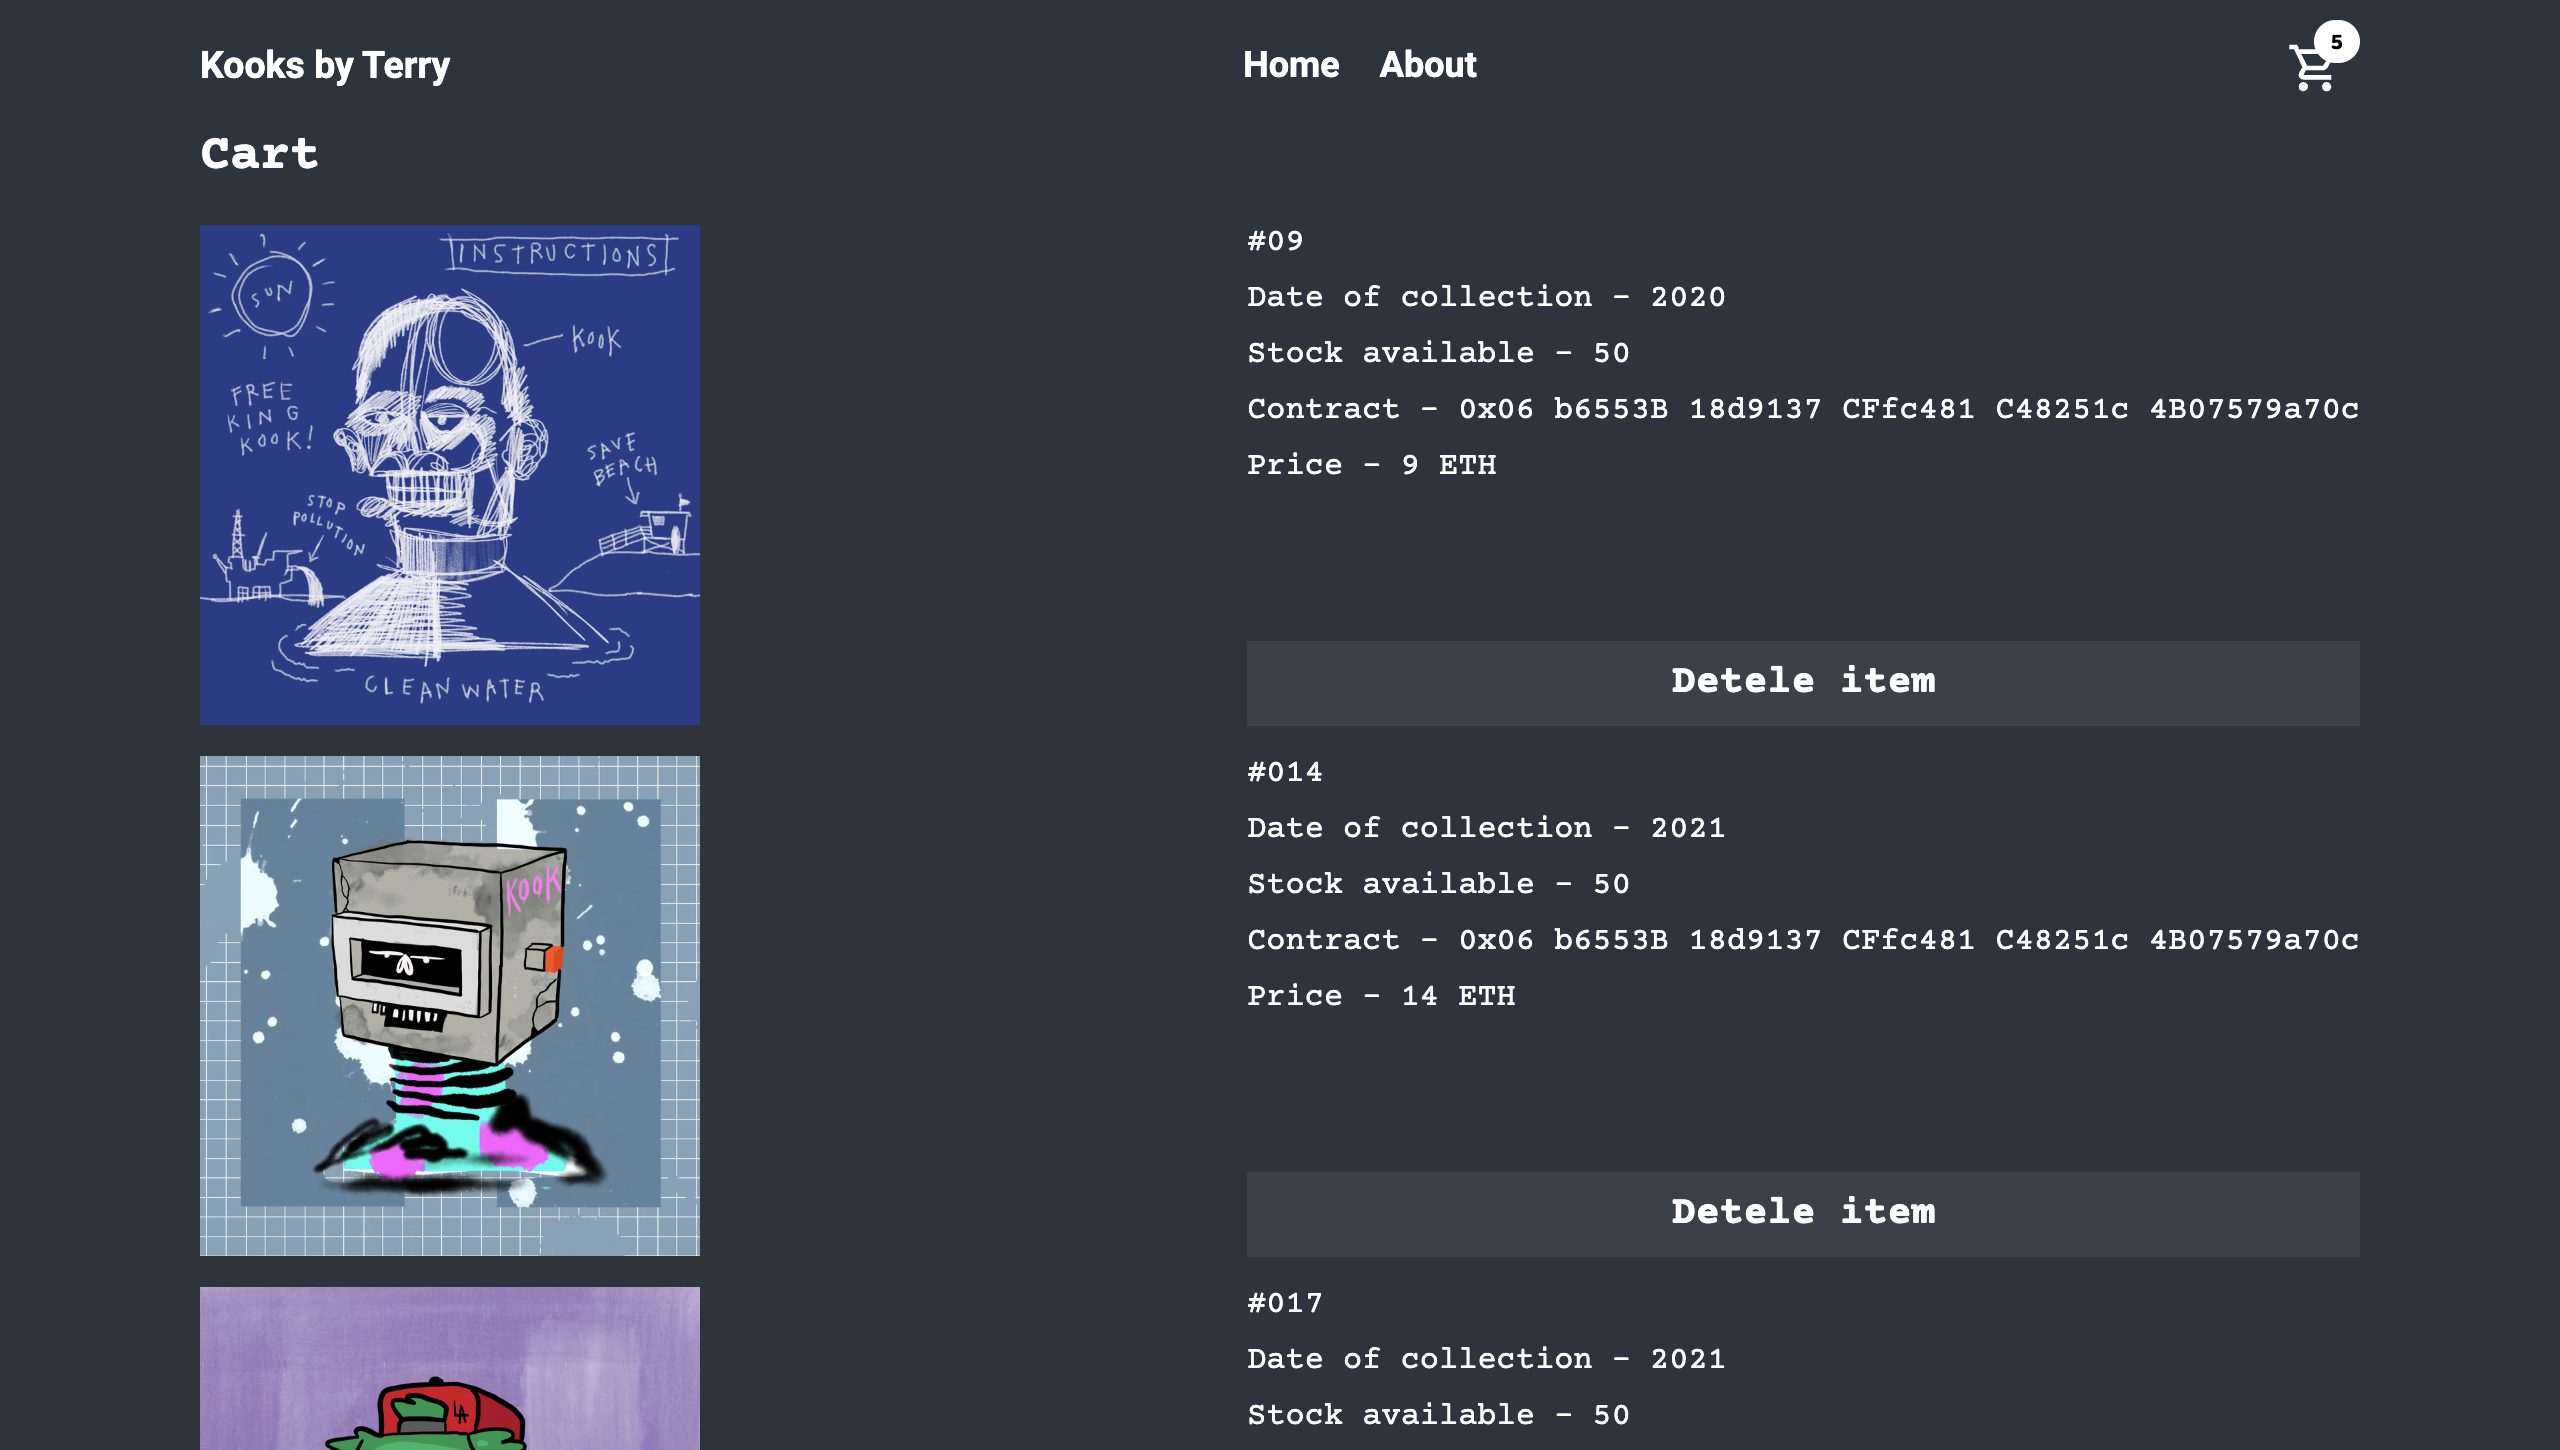 Kooks by Terry
Home About
5
Cart
INSTRUCTIONS
SUN
KOOK
FREE
KING
KOOK!
SAVE
BEACH
STOP
POLLUTION
CLEAN WATER
#09
Date of collection - 2020
Stock available - 50
Contract - 0x06 b6553B 18d9137 CFfc481 C48251c 4B07579a70c
Price - 9 ETH
Detele item
KOOK
#014
Date of collection - 2021
Stock available - 50
Contract - 0x06 b6553B 18d9137 CFfc481 C48251c 4B07579a70c
Price - 14 ETH
Detele item
LA
#017
Date of collection - 2021
Stock available - 50